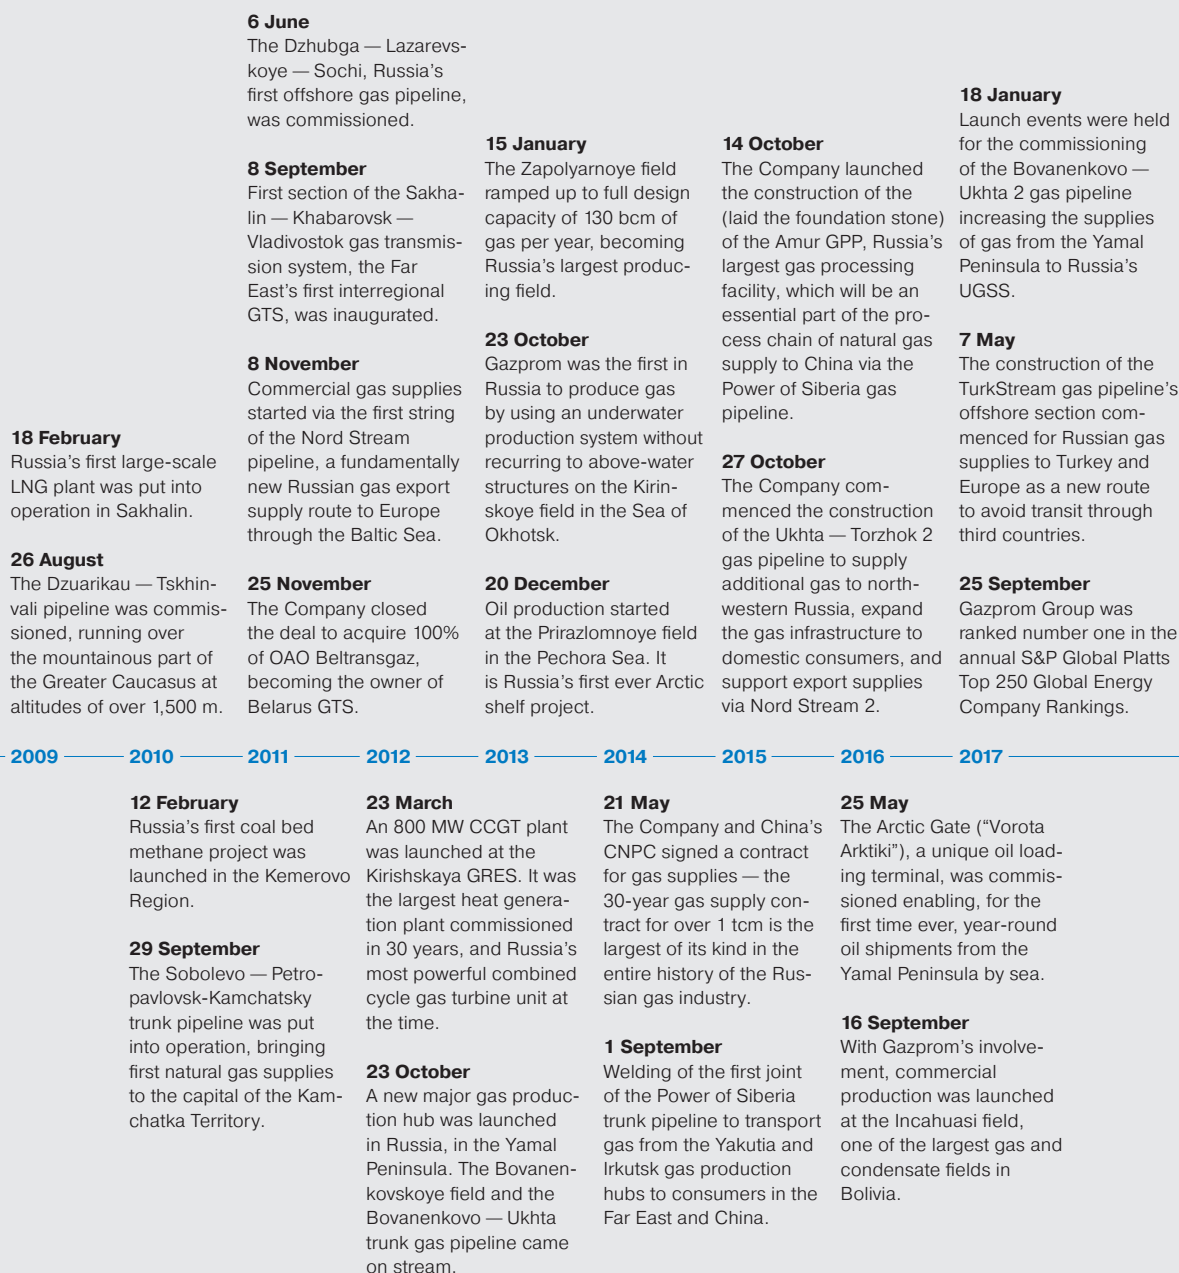 18 February
Russia's first large-scale
LNG plant was put into
operation in Sakhalin.
26 August
The Dzuarikau — Tskhin-
vali pipeline was commis-
sioned, running over
the mountainous part of
the Greater Caucasus at
altitudes of over 1,500 m.
6 June
The Dzhubga — Lazarevs-
koye — Sochi, Russia's
first offshore gas pipeline,
was commissioned.
8 September
First section of the Sakha-
lin — Khabarovsk —
Vladivostok gas transmis-
sion system, the Far
East's first interregional
GTS, was inaugurated.
8 November
Commercial gas supplies
started via the first string
of the Nord Stream
pipeline, a fundamentally
new Russian gas export
supply route to Europe
through the Baltic Sea.
25 November
The Company closed
the deal to acquire 100%
of OAO Beltransgaz,
becoming the owner of
Belarus GTS.
15 January
The Zapolyarnoye field
ramped up to full design
capacity of 130 bcm of
gas per year, becoming
Russia's largest produc-
ing field.
23 October
Gazprom was the first in
Russia to produce gas
by using an underwater
production system without
recurring to above-water
structures on the Kirin-
skoye field in the Sea of
Okhotsk.
20 December
Oil production started
at the Prirazlomnoye field
in the Pechora Sea. It
is Russia's first ever Arctic
shelf project.
14 October
The Company launched
the construction of the
(laid the foundation stone)
of the Amur GPP, Russia's
largest gas processing
facility, which will be an
essential part of the pro-
cess chain of natural gas
supply to China via the
Power of Siberia gas
pipeline.
27 October
The Company com-
menced the construction
of the Ukhta — Torzhok 2
gas pipeline to supply
additional gas to north-
western Russia, expand
the gas infrastructure to
domestic consumers, and
support export supplies
via Nord Stream 2.
18 January
Launch events were held
for the commissioning
of the Bovanenkovo —
Ukhta 2 gas pipeline
increasing the supplies
of gas from the Yamal
Peninsula to Russia's
UGSS.
7 May
The construction of the
TurkStream gas pipeline's
offshore section com-
menced for Russian gas
supplies to Turkey and
Europe as a new route
to avoid transit through
third countries.
25 September
Gazprom Group was
ranked number one in the
annual S&P Global Platts
Top 250 Global Energy
Company Rankings.
2009 2010 2011 2012 2013 2014 2015 2016 2017
12 February
Russia's first coal bed
methane project was
launched in the Kemerovo
Region.
29 September
The Sobolevo — Petro-
pavlovsk-Kamchatsky
trunk pipeline was put
into operation, bringing
first natural gas supplies
to the capital of the Kam-
chatka Territory.
23 March
An 800 MW CCGT plant
was launched at the
Kirishskaya GRES. It was
the largest heat genera-
tion plant commissioned
in 30 years, and Russia's
most powerful combined
cycle gas turbine unit at
the time.
23 October
A new major gas produc-
tion hub was launched
in Russia, in the Yamal
Peninsula. The Bovanen-
kovskoye field and the
Bovanenkovo — Ukhta
trunk gas pipeline came
on stream.
21 May
The Company and China's
CNPC signed a contract
for gas supplies — the
30-year gas supply con-
tract for over 1 tcm is the
largest of its kind in the
entire history of the Rus-
sian gas industry.
1 September
Welding of the first joint
of the Power of Siberia
trunk pipeline to transport
gas from the Yakutia and
Irkutsk gas production
hubs to consumers in the
Far East and China.
25 May
The Arctic Gate ("Vorota
Arktiki"), a unique oil load-
ing terminal, was commis-
sioned enabling, for the
first time ever, year-round
oil shipments from the
Yamal Peninsula by sea.
16 September
With Gazprom's involve-
ment, commercial
production was launched
at the Incahuasi field,
one of the largest gas and
condensate fields in
Bolivia.